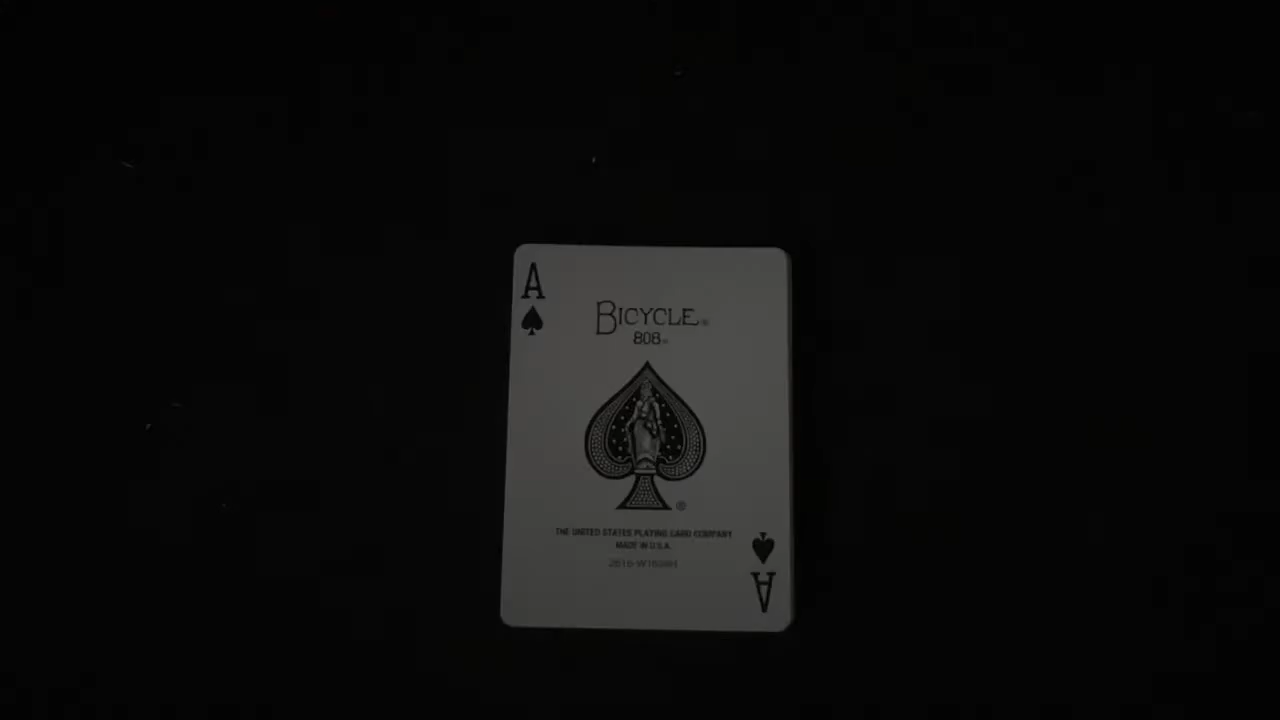 A
BICYCLE®
808®
®
THE UNITED STATES PLAYING CARD COMPANY
MADE IN U.S.A.
A